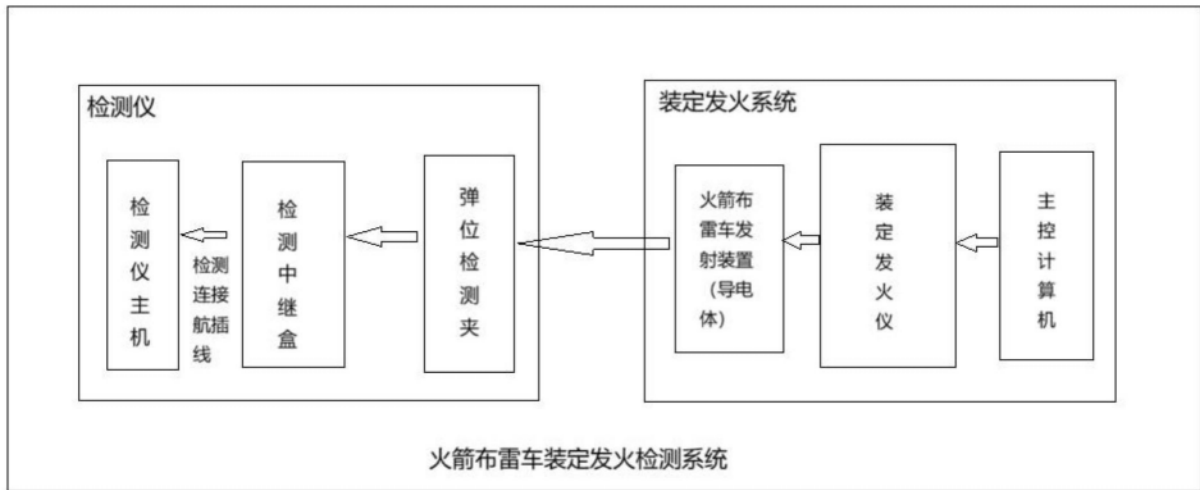 检测仪
检测仪主机
检测
连接
航插
线
检测中继盒
弹位检测夹
装定发火系统
火箭布
雷车发
射装置
（导电
体）
装定发火仪
主控计算机
火箭布雷车装定发火检测系统